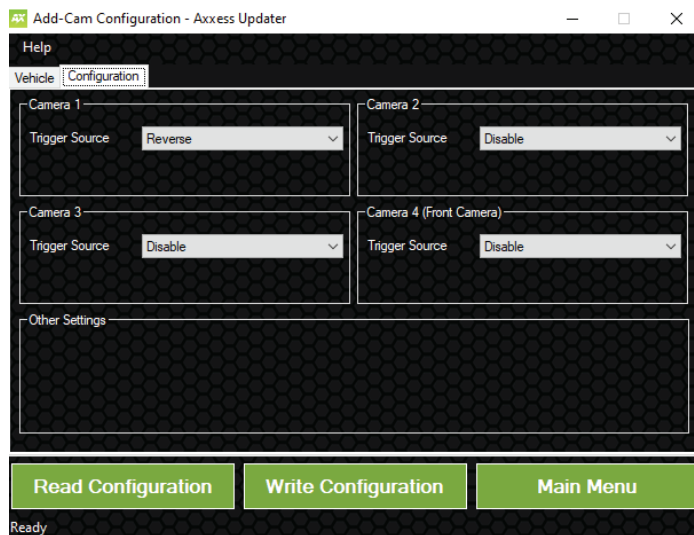 AX Add-Cam Configuration - Axxess Updater
Help
Vehicle Configuration
Camera 1
Trigger Source Reverse
Camera 2
Trigger Source Disable
Camera 3
Trigger Source Disable
Camera 4 (Front Camera)
Trigger Source Disable
Other Settings
Read Configuration Write Configuration Main Menu
Ready